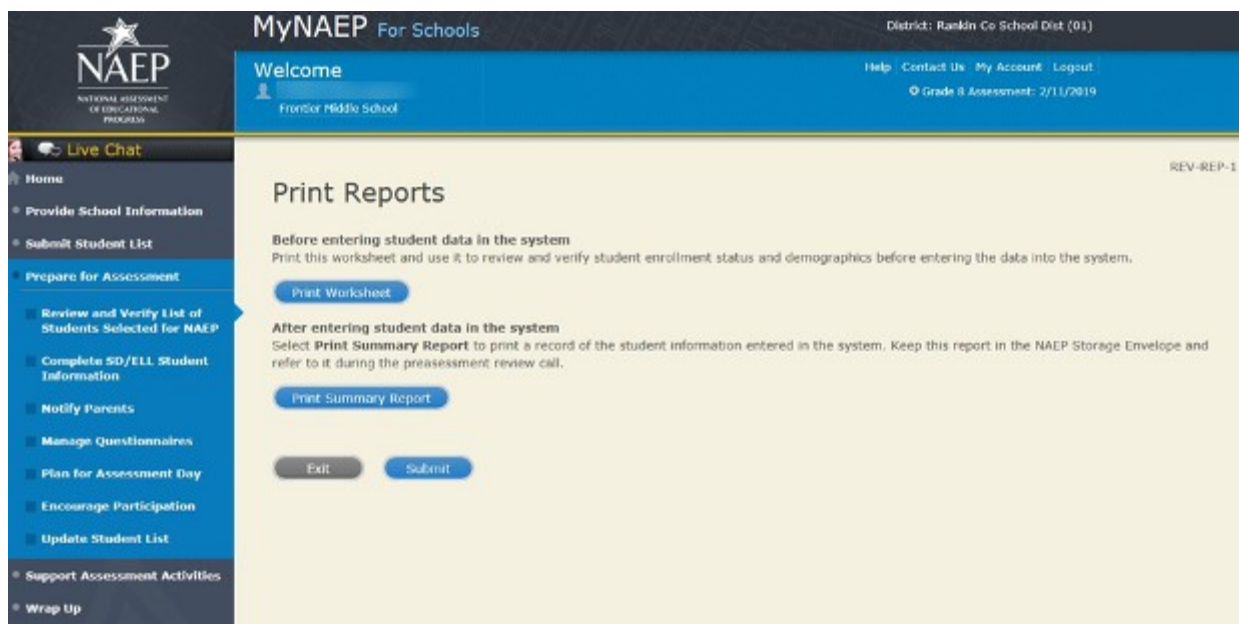 MyNAEP For Schools
District: Rankin Co School Dist (01)
NAEP
NATIONAL ASSESSMENT
OF EDUCATIONAL
PROGRESS
Welcome
Frontier Middle School
Help Contact Us My Account Logout
Grade 8 Assessment: 2/11/2019
Live Chat
Home
Provide School Information
Submit Student List
Prepare for Assessment
Review and Verify List of
Students Selected for NAEP
Complete SD/ELL Student
Information
Notify Parents
Manage Questionnaires
Plan for Assessment Day
Encourage Participation
Update Student List
Support Assessment Activities
Wrap Up
REV-REP-1
Print Reports
Before entering student data in the system
Print this worksheet and use it to review and verify student enrollment status and demographics before entering the data into the system.
Print Worksheet
After entering student data in the system
Select Print Summary Report to print a record of the student information entered in the system. Keep this report in the NAEP Storage Envelope and
refer to it during the preasessment review call.
Print Summary Report
Exit Submit